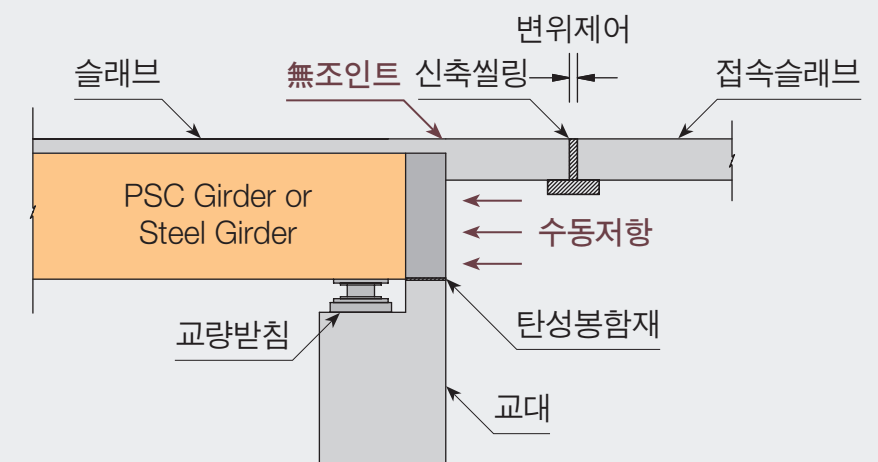 변위제어
슬래브
無조인트
신축씰링
접속슬래브
PSC Girder or
Steel Girder
수동저항
교량받침
탄성봉함재
교대